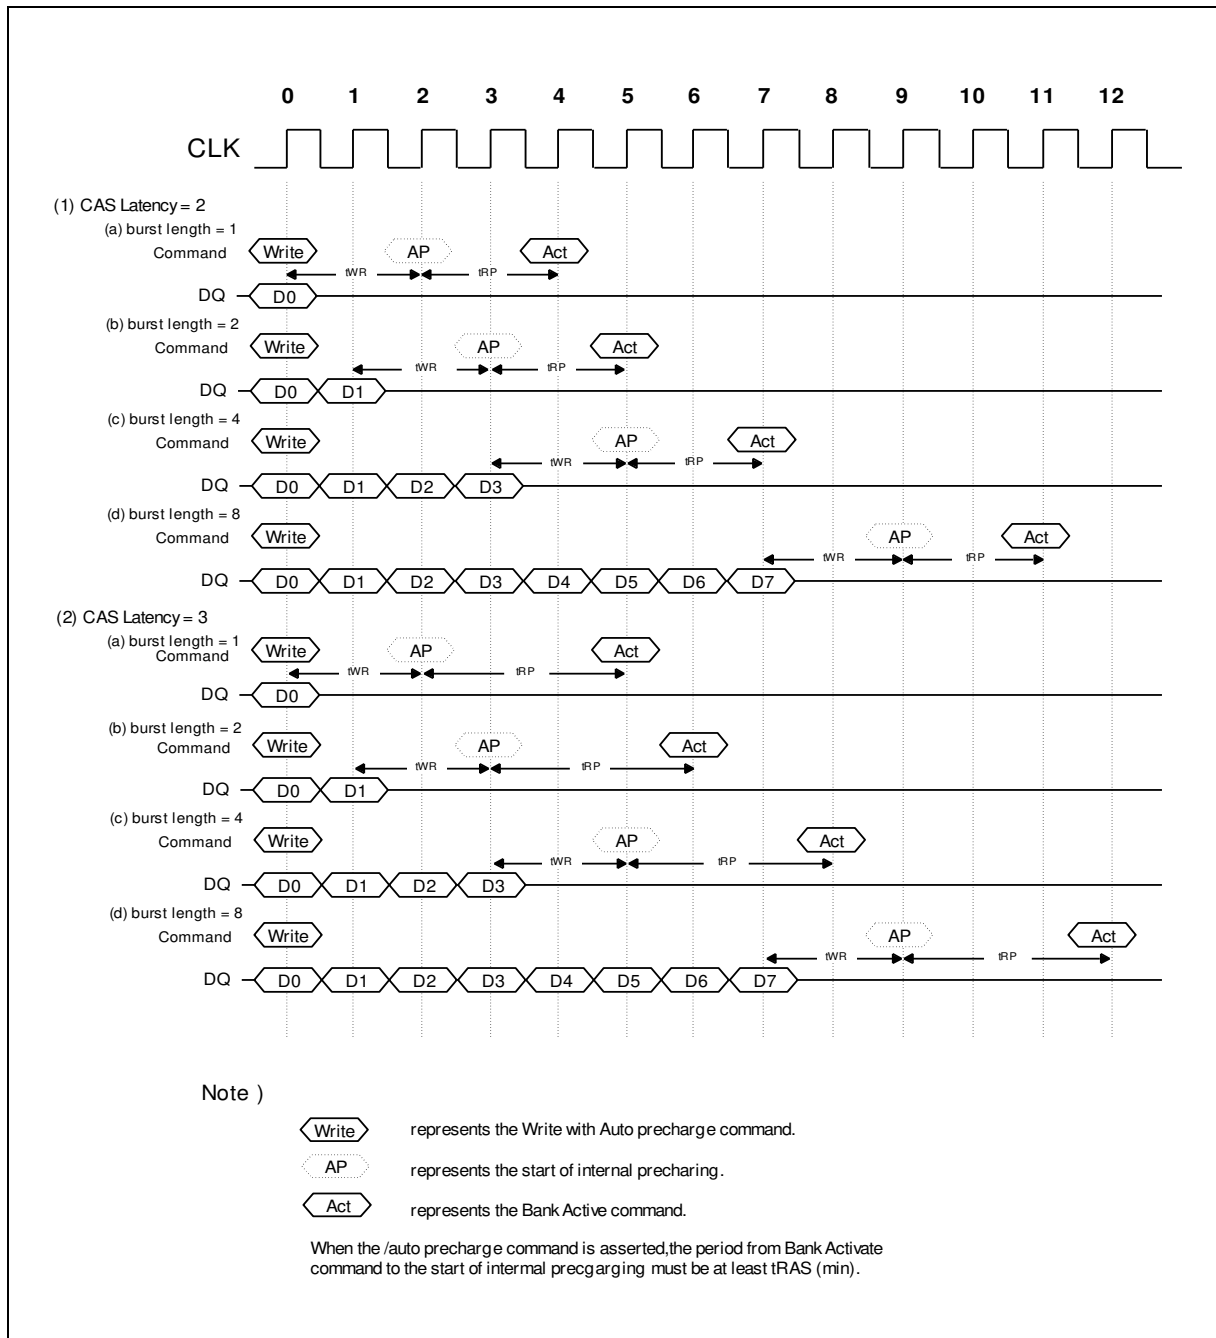 0 1 2 3 4 5 6 7 8 9 10 11 12
CLK
(1) CAS Latency = 2
(a) burst length = 1
Command Write AP Act
tWR tRP
DQ D0
(b) burst length = 2
Command Write AP Act
tWR tRP
DQ D0 D1
(c) burst length = 4
Command Write AP Act
tWR tRP
DQ D0 D1 D2 D3
(d) burst length = 8
Command Write AP Act
tWR tRP
DQ D0 D1 D2 D3 D4 D5 D6 D7
(2) CAS Latency = 3
(a) burst length = 1
Command Write AP Act
tWR tRP
DQ D0
(b) burst length = 2
Command Write AP Act
tWR tRP
DQ D0 D1
(c) burst length = 4
Command Write AP Act
tWR tRP
DQ D0 D1 D2 D3
(d) burst length = 8
Command Write AP Act
tWR tRP
DQ D0 D1 D2 D3 D4 D5 D6 D7
Note )
Write represents the Write with Auto precharge command.
AP represents the start of internal precharing.
Act represents the Bank Active command.
When the /auto precharge command is asserted,the period from Bank Activate
command to the start of intermal precgarging must be at least tRAS (min).